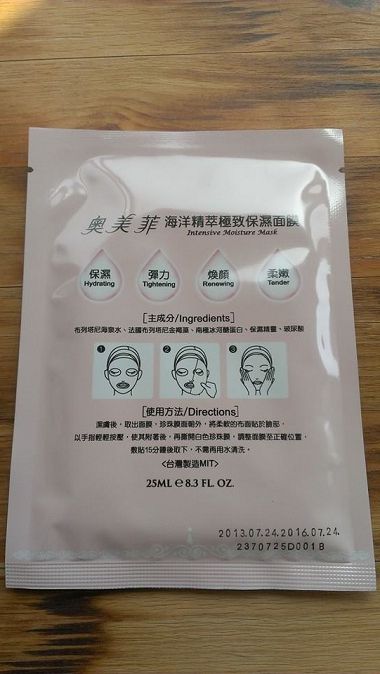 奧美菲 海洋精萃極致保濕面膜
Intensive Moisture Mask
保濕 彈力 煥顏 柔嫩
Hydrating Tightening Renewing Tender
[主成分/Ingredients]
布列塔尼海泉水、法國布列塔尼金褐藻、南極冰河醣蛋白、保濕精靈、玻尿酸
1 2 3
[使用方法/Directions]
潔膚後，取出面膜，珍珠膜面朝外，將柔軟的布面貼於臉部，
以手指輕輕按壓，使其附著後，再撕開白色珍珠膜，調整面膜至正確位置，
敷貼15分鐘後取下，不需再用水清洗。
<台灣製造MIT>
25ML ℮ 8.3 FL. OZ.
2013.07.24.2016.07.24.
2370725D001B